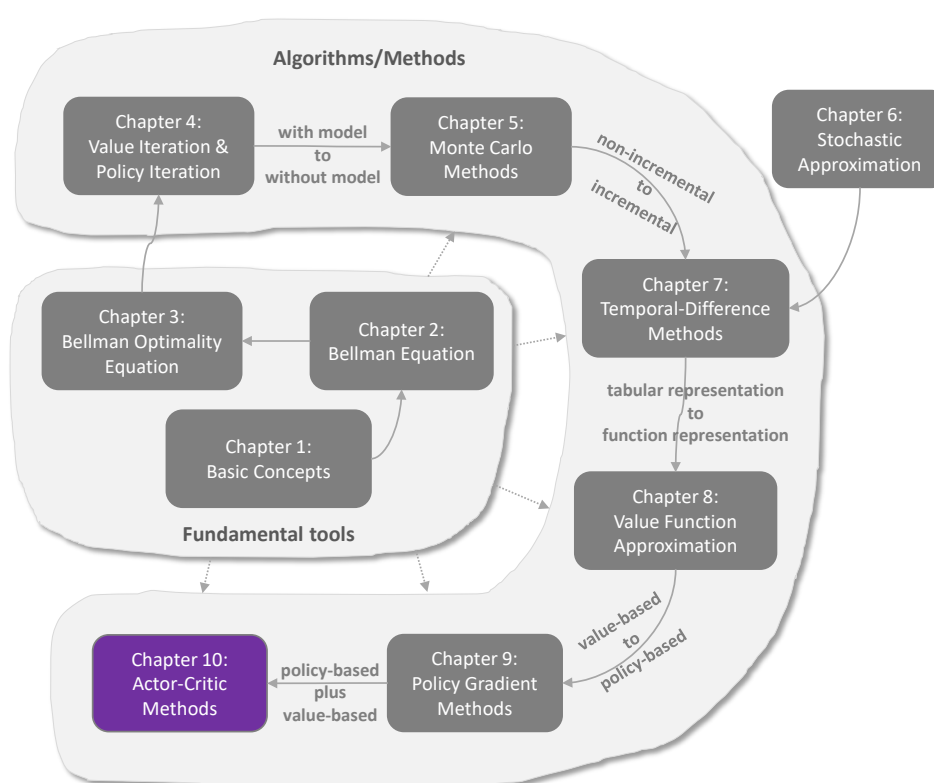 Algorithms/Methods
Chapter 4:
Value Iteration &
Policy Iteration
with model
to
without model
Chapter 5:
Monte Carlo
Methods
non-incremental
to
incremental
Chapter 6:
Stochastic
Approximation
Chapter 7:
Temporal-Difference
Methods
Chapter 3:
Bellman Optimality
Equation
Chapter 2:
Bellman Equation
Chapter 1:
Basic Concepts
Fundamental tools
tabular representation
to
function representation
Chapter 8:
Value Function
Approximation
value-based
to
policy-based
Chapter 9:
Policy Gradient
Methods
policy-based
plus
value-based
Chapter 10:
Actor-Critic
Methods